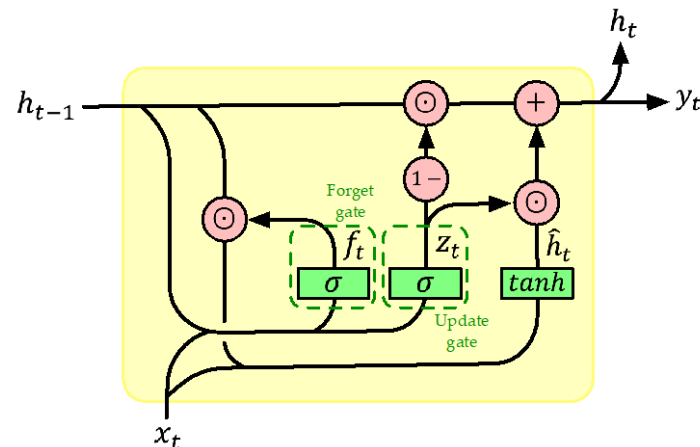 h_t
h_{t−1}
y_t
⊙
+
1 −
Forget
gate
⊙
⊙
f_t
z_t
ĥ_t
σ
σ
tanh
Update
gate
x_t